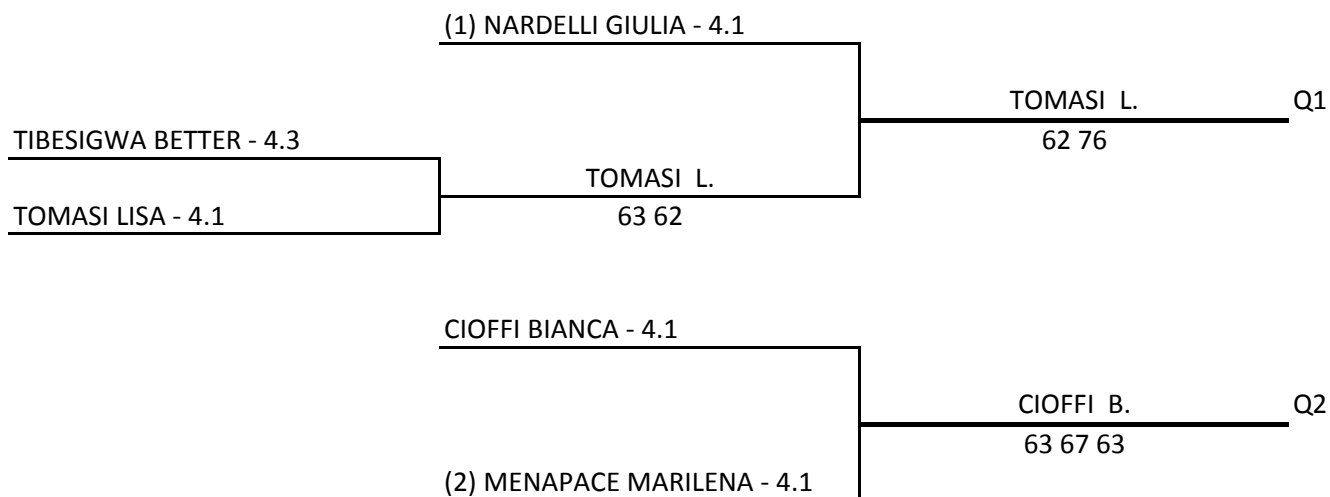 (1) NARDELLI GIULIA - 4.1
TOMASI L. Q1
TIBESIGWA BETTER - 4.3
62 76
TOMASI L.
TOMASI LISA - 4.1
63 62
CIOFFI BIANCA - 4.1
CIOFFI B. Q2
63 67 63
(2) MENAPACE MARILENA - 4.1